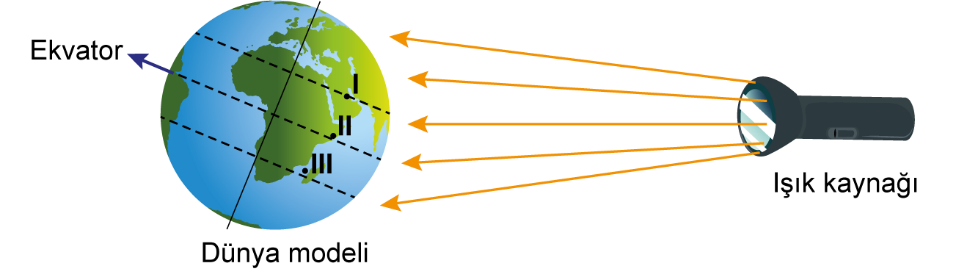 Ekvator
I
II
III
Işık kaynağı
Dünya modeli